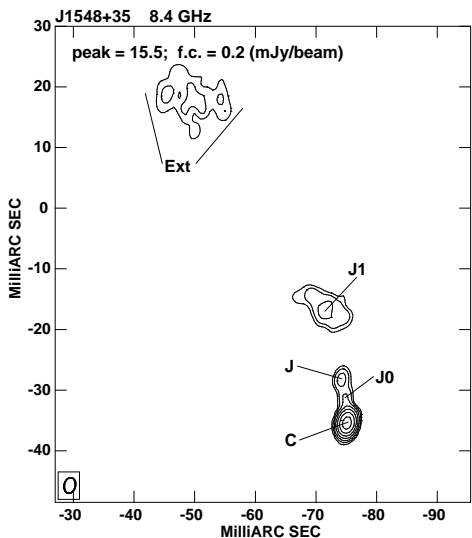 J1548+35 8.4 GHz
peak = 15.5; f.c. = 0.2 (mJy/beam)
30
20
10
0
-10
-20
-30
-40
MilliARC SEC
Ext
J1
J
J0
C
-30 -40 -50 -60 -70 -80 -90
MilliARC SEC